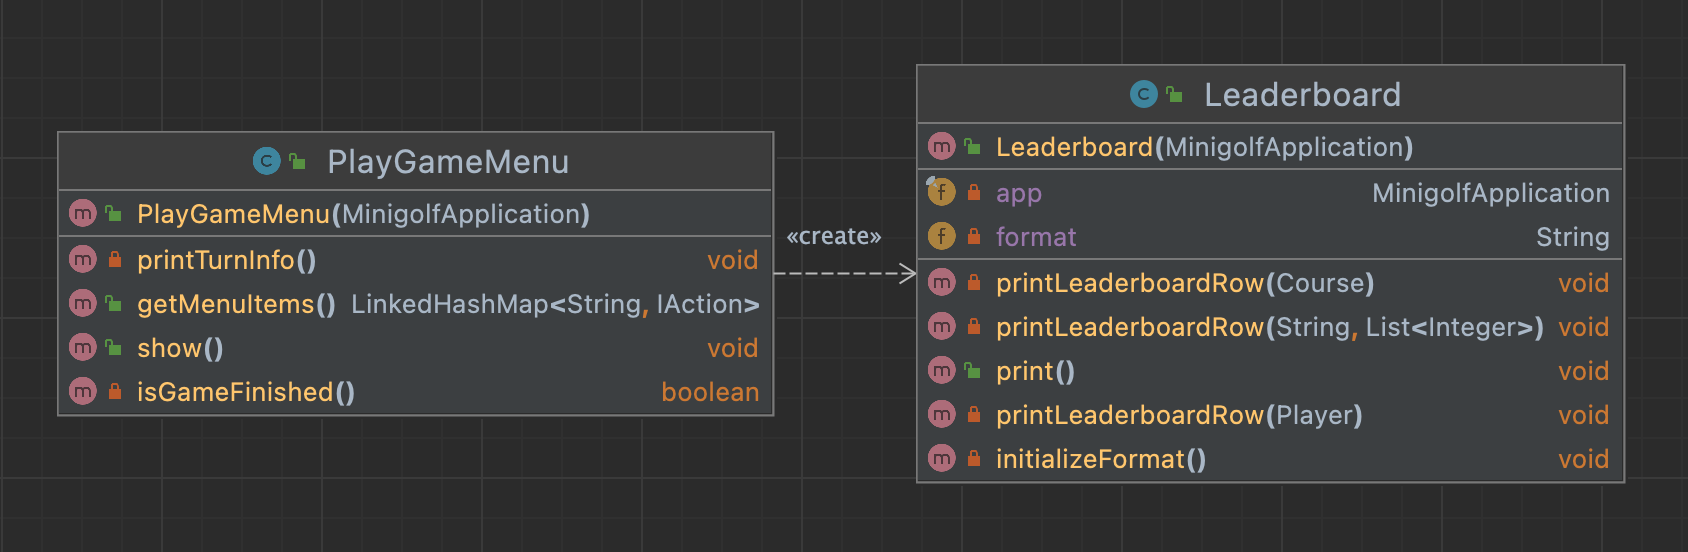 PlayGameMenu
PlayGameMenu(MinigolfApplication)
printTurnInfo() void
getMenuItems() LinkedHashMap<String, IAction>
show() void
isGameFinished() boolean
«create»
Leaderboard
Leaderboard(MinigolfApplication)
app MinigolfApplication
format String
printLeaderboardRow(Course) void
printLeaderboardRow(String, List<Integer>) void
print() void
printLeaderboardRow(Player) void
initializeFormat() void